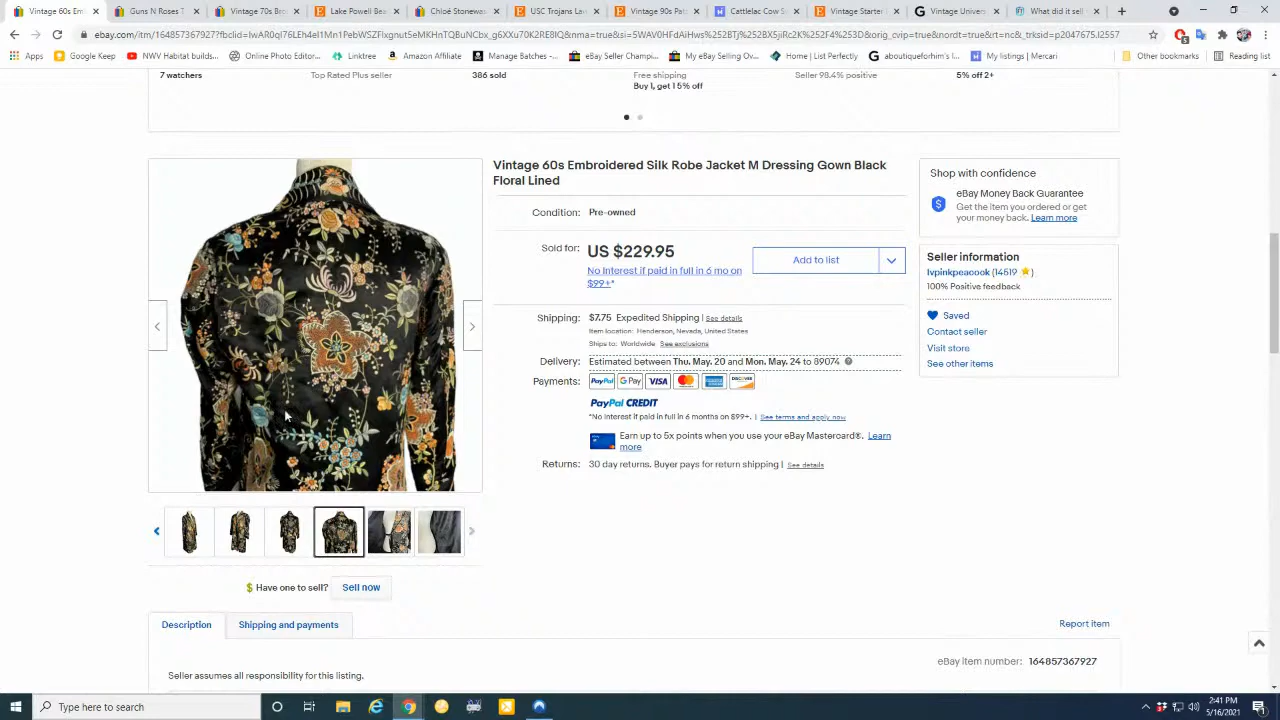 Vintage 60s Em
Guns N Roses T
Vintage 70s Bro
Lake Powell Bea
Chloé Stonewa
USC Trojans La
Vintage 90s Pat
Cattlelac Cow S
Vintage Starter
Vintage Univers
What did it sell
Apps
Google Keep
NWV Habitat builds...
Online Photo Editor...
Linktree
Amazon Affiliate
Manage Batches -...
eBay Seller Champi...
My eBay Selling Ov...
Home | List Perfectly
aboutiqueforhim's l...
My listings | Mercari
Other bookmarks
Reading list
7 watchers
Top Rated Plus seller
386 sold
Free shipping
Buy 1, get 15% off
Seller 98.4% positive
5% off 2+
Vintage 60s Embroidered Silk Robe Jacket M Dressing Gown Black
Floral Lined
Condition: Pre-owned
Sold for: US $229.95
No Interest if paid in full in 6 mo on
$99+*
Add to list
Shipping: $7.75 Expedited Shipping | See details
Item location: Henderson, Nevada, United States
Ships to: Worldwide See exclusions
Delivery: Estimated between Thu. May. 20 and Mon. May. 24 to 89074
Payments: PayPal G Pay VISA MasterCard DISCOVER
PayPal CREDIT
*No Interest if paid in full in 6 months on $99+. | See terms and apply now
Earn up to 5x points when you use your eBay Mastercard®. Learn
more
Returns: 30 day returns. Buyer pays for return shipping | See details
Shop with confidence
eBay Money Back Guarantee
Get the item you ordered or get
your money back. Learn more
Seller information
lvpinkpeacock (14519 )
100% Positive feedback
Saved
Contact seller
Visit store
See other items
Have one to sell? Sell now
Description
Shipping and payments
Report item
eBay item number: 164857367927
Seller assumes all responsibility for this listing.
Type here to search
2:41 PM
5/16/2021